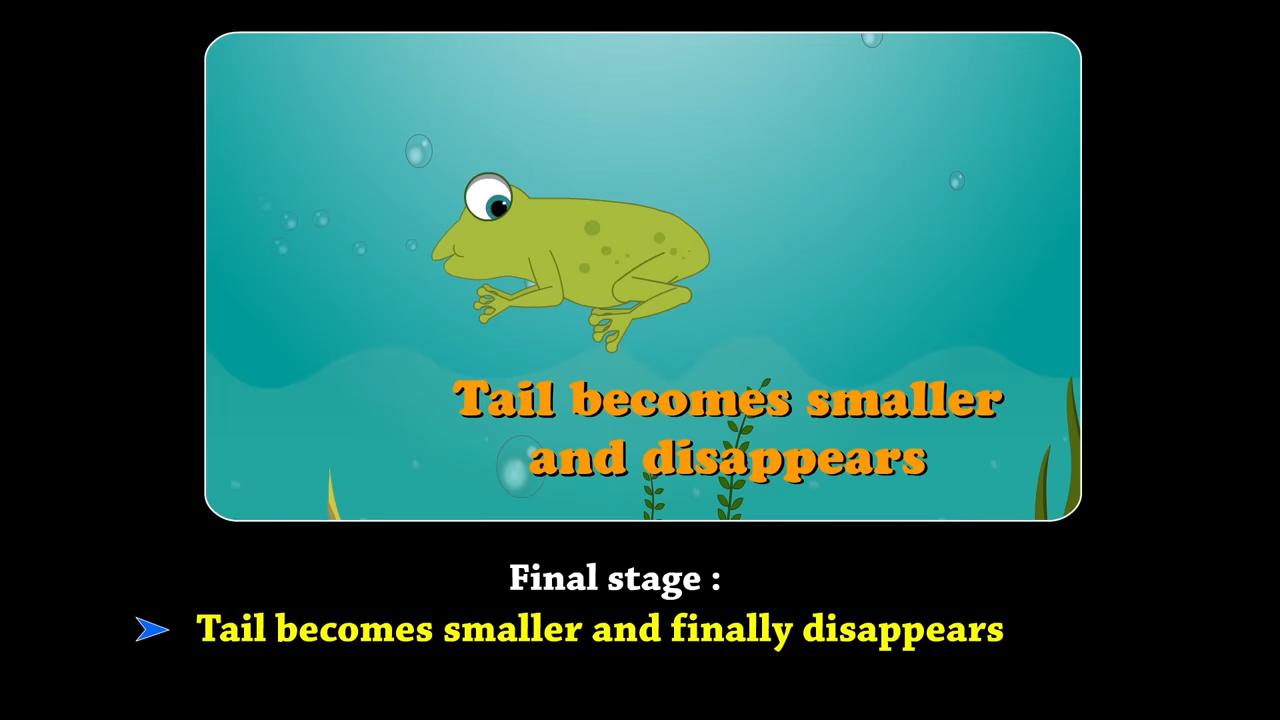 Tail becomes smaller
and disappears
Final stage :
Tail becomes smaller and finally disappears